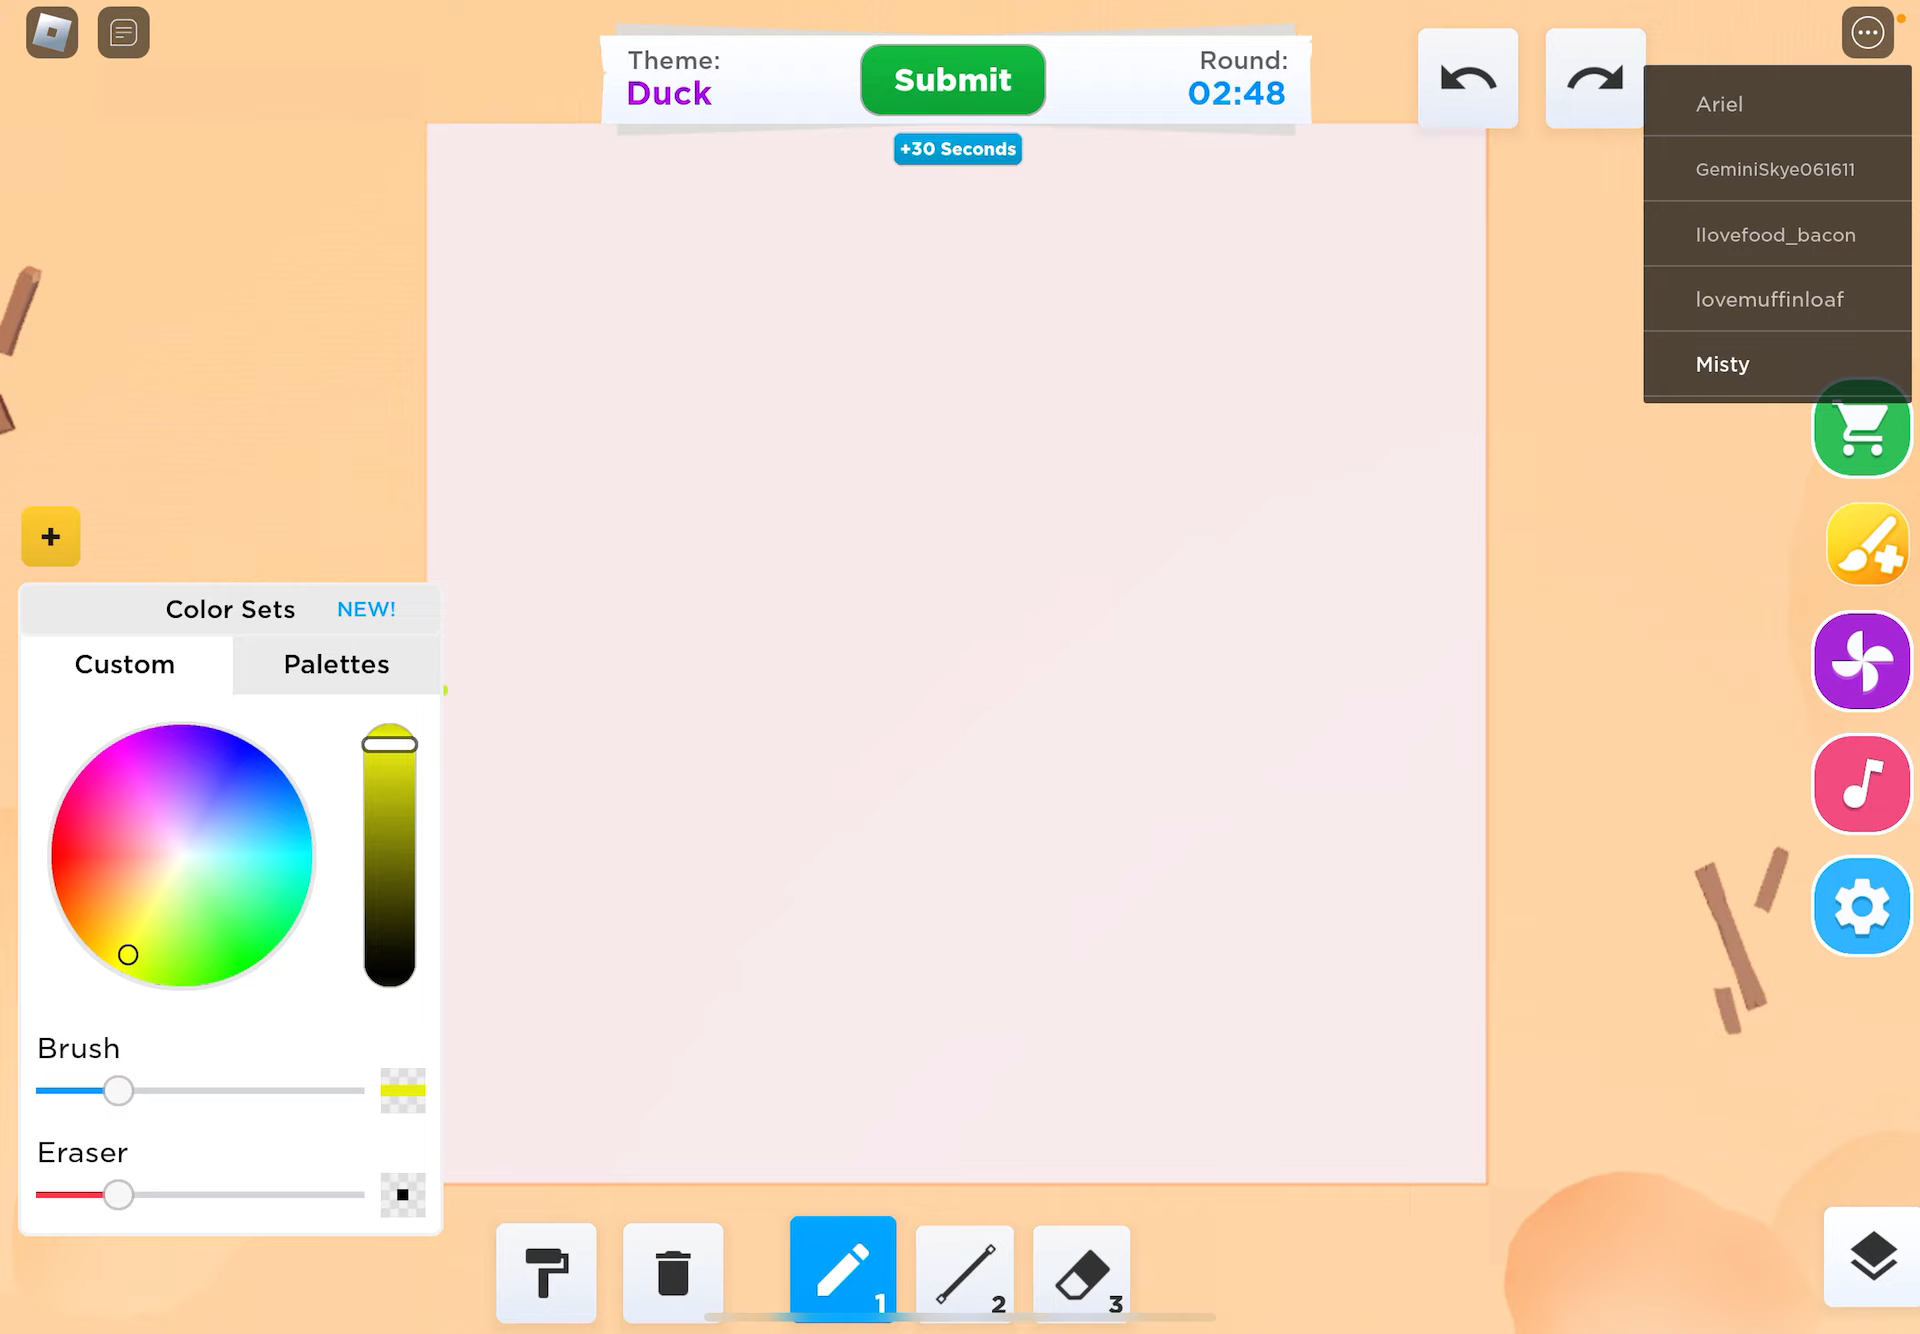 Theme:
Duck
Submit
Round:
02:48
+30 Seconds
Ariel
GeminiSkye061611
llovefood_bacon
lovemuffinloaf
Misty
+
Color Sets NEW!
Custom Palettes
Brush
Eraser
1
2
3